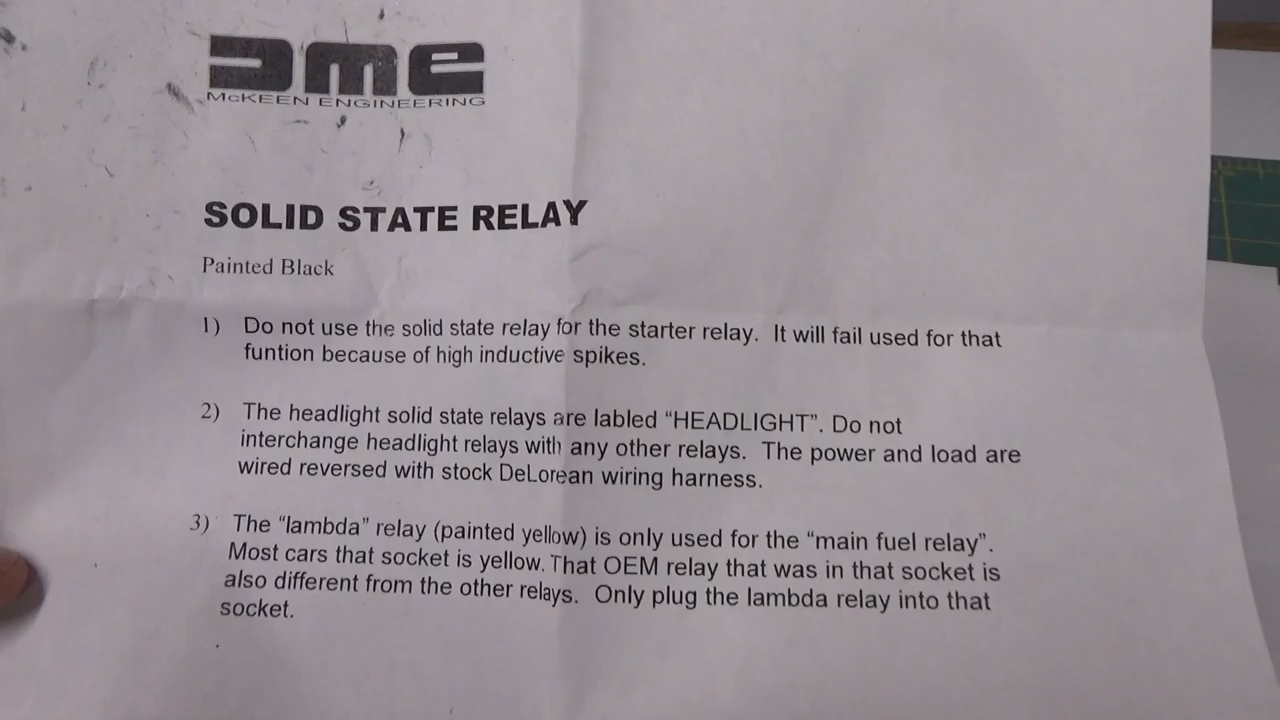 DME
McKEEN ENGINEERING
SOLID STATE RELAY
Painted Black
1) Do not use the solid state relay for the starter relay. It will fail used for that
funtion because of high inductive spikes.
2) The headlight solid state relays are labled “HEADLIGHT”. Do not
interchange headlight relays with any other relays. The power and load are
wired reversed with stock DeLorean wiring harness.
3) The “lambda” relay (painted yellow) is only used for the “main fuel relay”.
Most cars that socket is yellow. That OEM relay that was in that socket is
also different from the other relays. Only plug the lambda relay into that
socket.